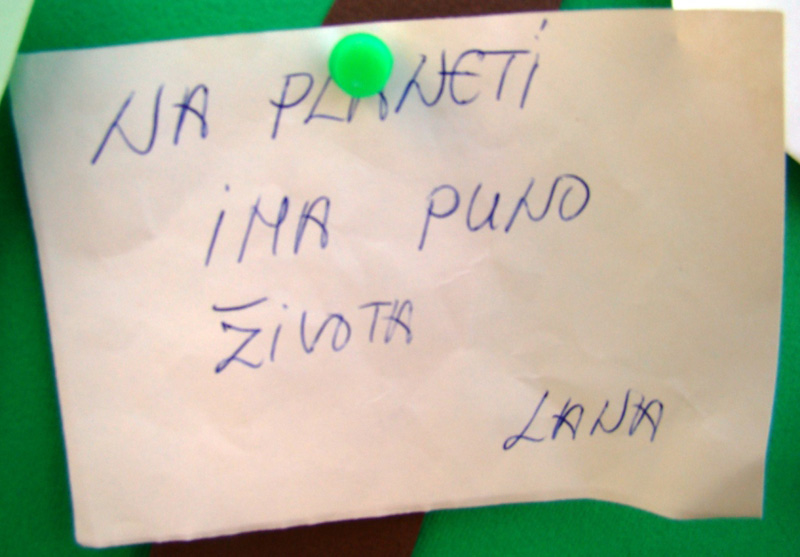 NA PLANETI
IMA PUNO
ŽIVOTA
LANA